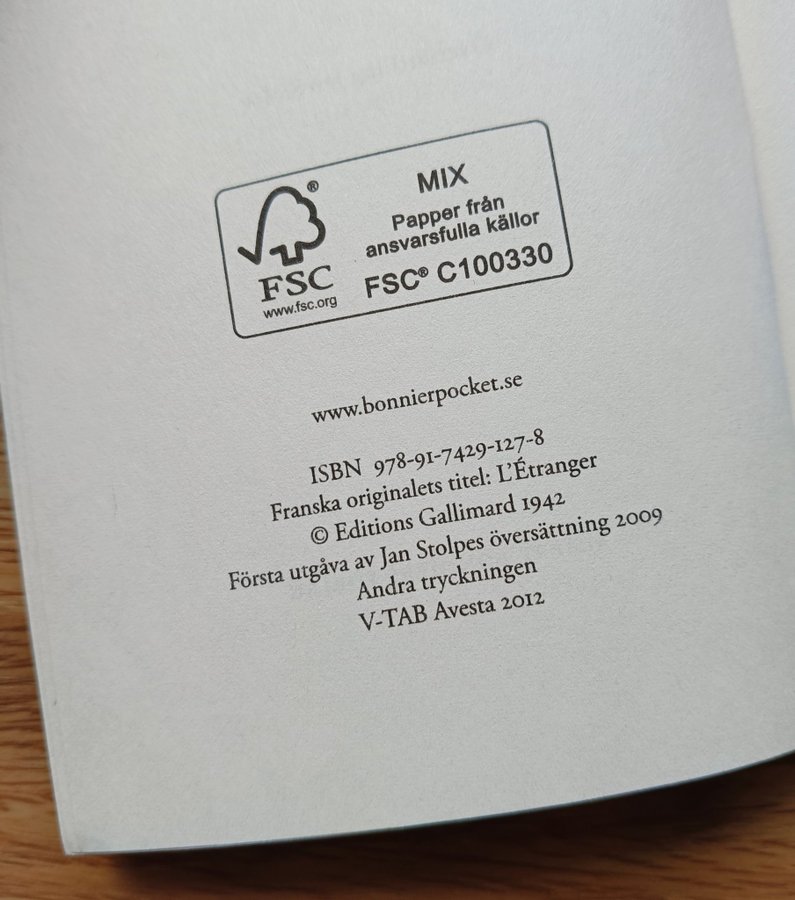 ®
FSC
www.fsc.org
MIX
Papper från
ansvarsfulla källor
FSC® C100330
www.bonnierpocket.se
ISBN 978-91-7429-127-8
Franska originalets titel: L'Étranger
© Editions Gallimard 1942
Första utgåva av Jan Stolpes översättning 2009
Andra tryckningen
V-TAB Avesta 2012